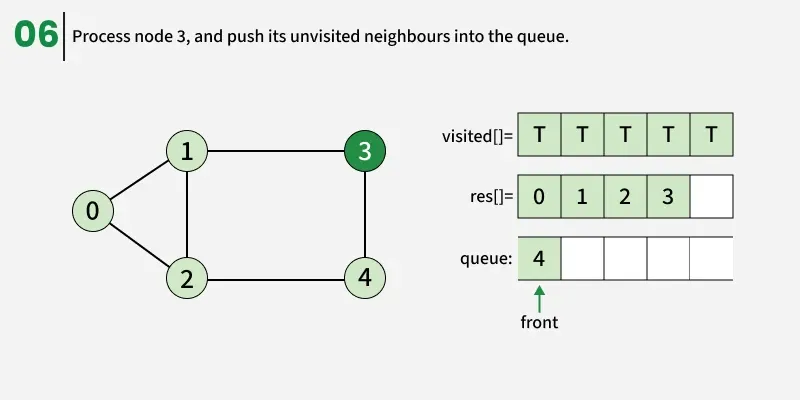 06
Process node 3, and push its unvisited neighbours into the queue.
1
3
0
2
4
visited[]= T T T T T
res[]= 0 1 2 3
queue: 4
front